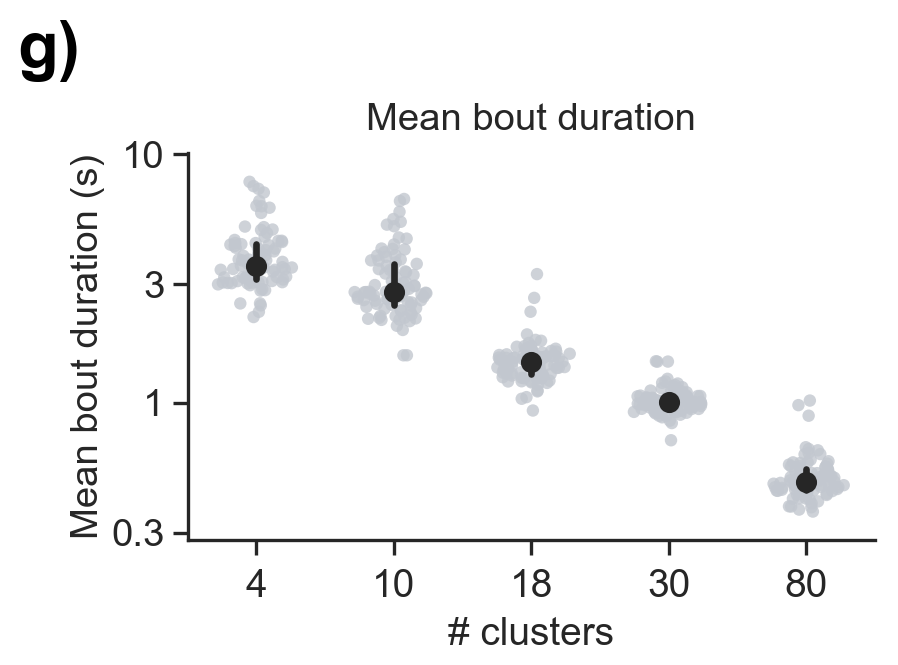 g)
Mean bout duration
Mean bout duration (s)
10
3
1
0.3
4 10 18 30 80
# clusters